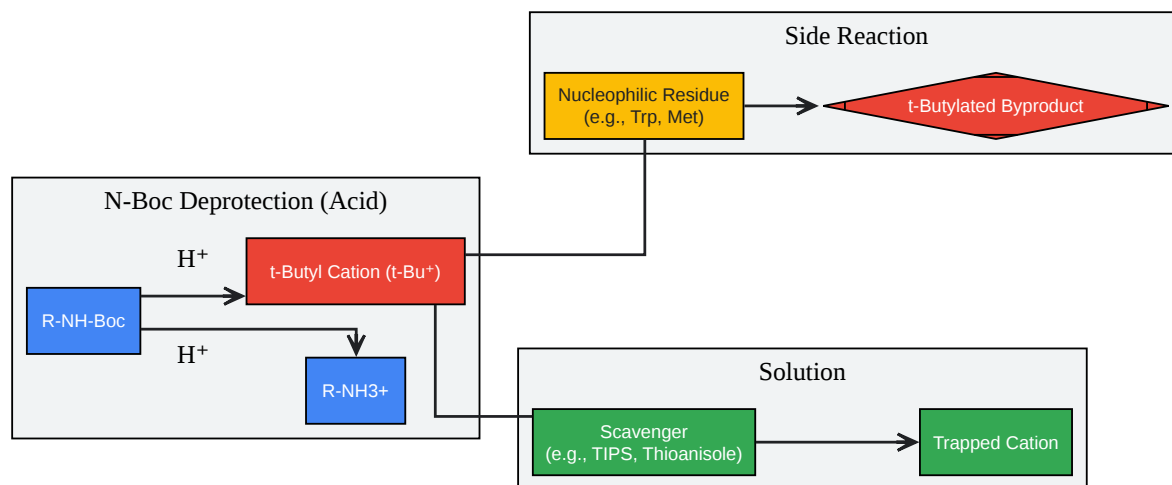 Side Reaction
Nucleophilic Residue
(e.g., Trp, Met)
t-Butylated Byproduct
N-Boc Deprotection (Acid)
H⁺
t-Butyl Cation (t-Bu⁺)
R-NH-Boc
H⁺
R-NH3+
Solution
Scavenger
(e.g., TIPS, Thioanisole)
Trapped Cation